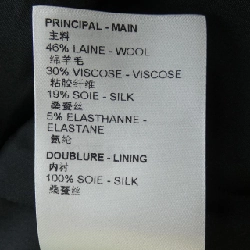 PRINCIPAL - MAIN
主料
46% LAINE - WOOL
绵羊毛
30% VISCOSE - VISCOSE
粘胶纤维
19% SOIE - SILK
桑蚕丝
5% ELASTHANNE -
ELASTANE
氨纶
DOUBLURE - LINING
内衬
100% SOIE - SILK
桑蚕丝